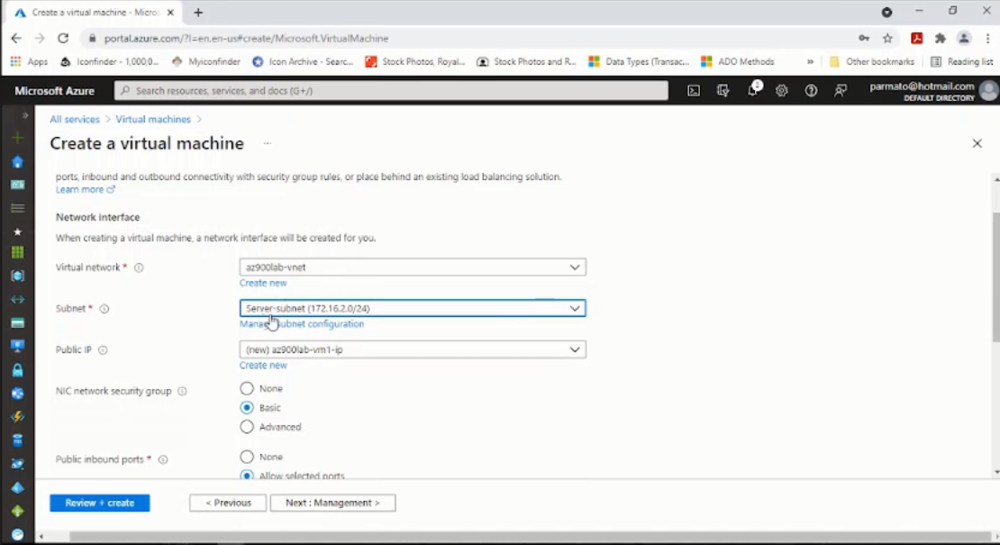 Create a virtual machine - Micros
portal.azure.com/?l=en.en-us#create/Microsoft.VirtualMachine
Apps
Iconfinder - 1,000,0...
Myiconfinder
Icon Archive - Searc...
Stock Photos, Royal...
Stock Photos and R...
Data Types (Transac...
ADO Methods
»
Other bookmarks
Reading list
Microsoft Azure
Search resources, services, and docs (G+/)
2
parmato@hotmail.com
DEFAULT DIRECTORY
All services > Virtual machines >
Create a virtual machine ...
ports, inbound and outbound connectivity with security group rules, or place behind an existing load balancing solution.
Learn more
Network interface
When creating a virtual machine, a network interface will be created for you.
Virtual network * az900lab-vnet
Create new
Subnet * Server-subnet (172.16.2.0/24)
Manage subnet configuration
Public IP (new) az900lab-vm1-ip
Create new
NIC network security group None
Basic
Advanced
Public inbound ports * None
Allow selected ports
Review + create
< Previous
Next : Management >